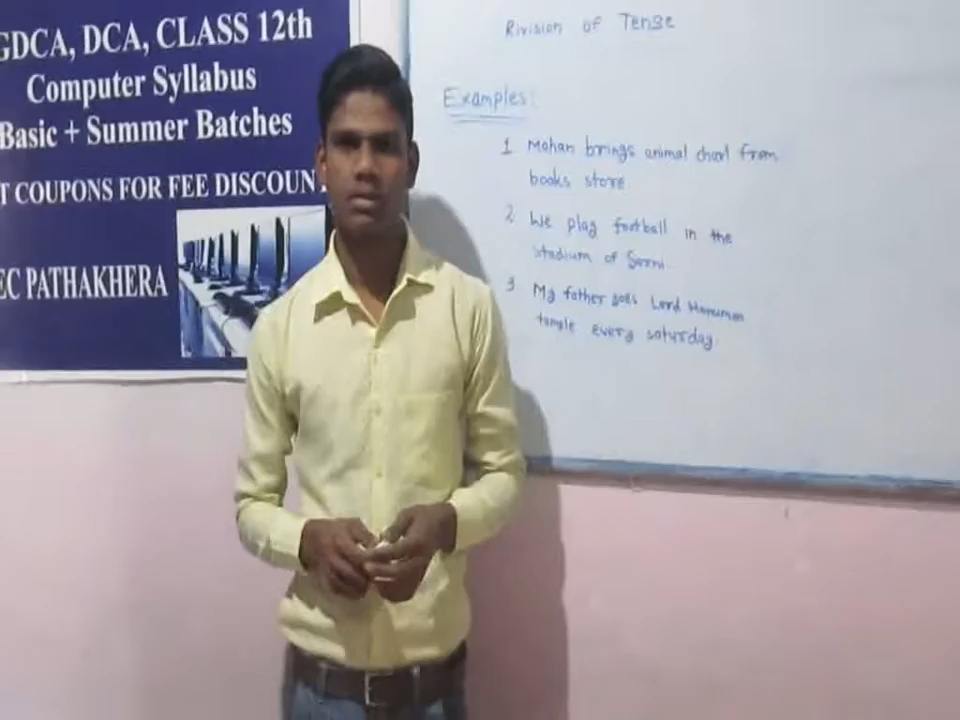 GDCA, DCA, CLASS 12th
Computer Syllabus
Basic + Summer Batches
T COUPONS FOR FEE DISCOUN
EC PATHAKHERA
Rivision of Tense
Examples:
1 Mohan brings animal chart from
books store.
2 We play football in the
stadium of Sarni.
3 My father goes Lord Hanuman
temple every saturday.